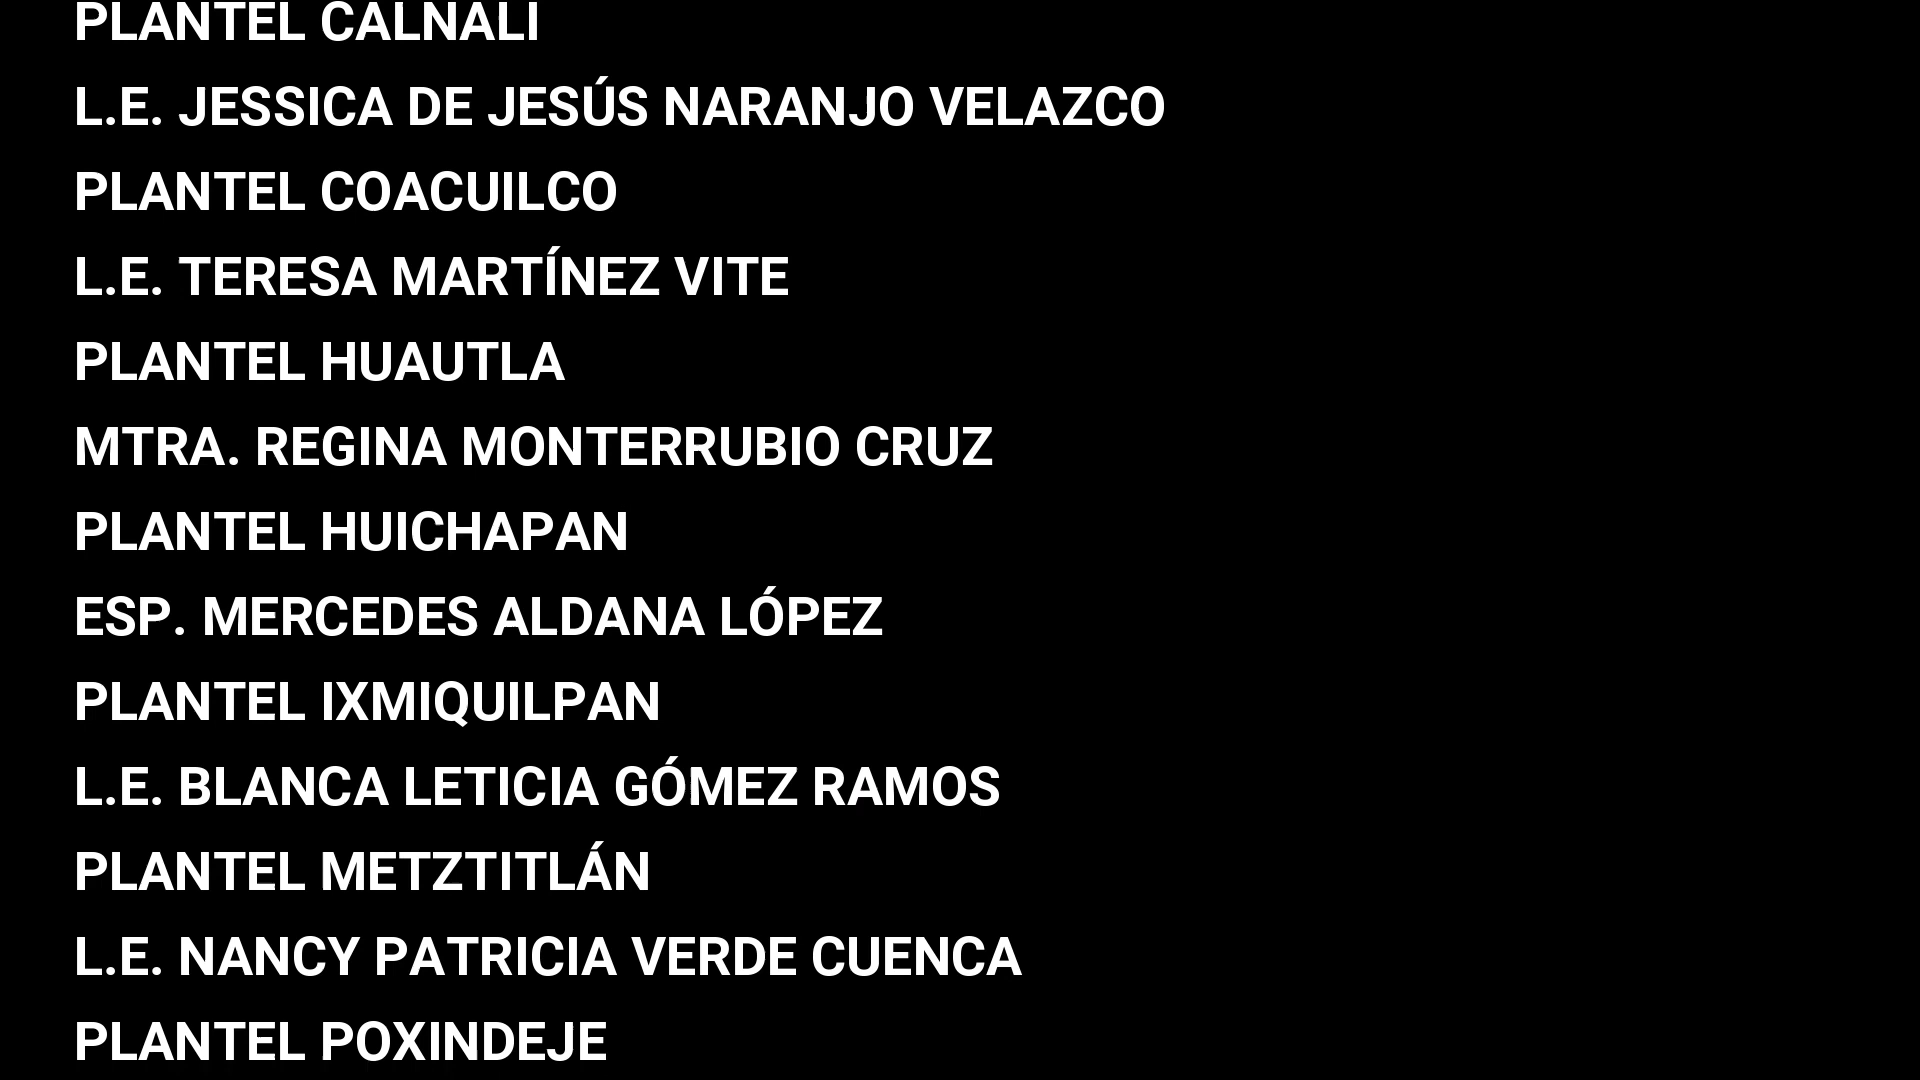 PLANTEL CALNALI
L.E. JESSICA DE JESÚS NARANJO VELAZCO
PLANTEL COACUILCO
L.E. TERESA MARTÍNEZ VITE
PLANTEL HUAUTLA
MTRA. REGINA MONTERRUBIO CRUZ
PLANTEL HUICHAPAN
ESP. MERCEDES ALDANA LÓPEZ
PLANTEL IXMIQUILPAN
L.E. BLANCA LETICIA GÓMEZ RAMOS
PLANTEL METZTITLÁN
L.E. NANCY PATRICIA VERDE CUENCA
PLANTEL POXINDEJE